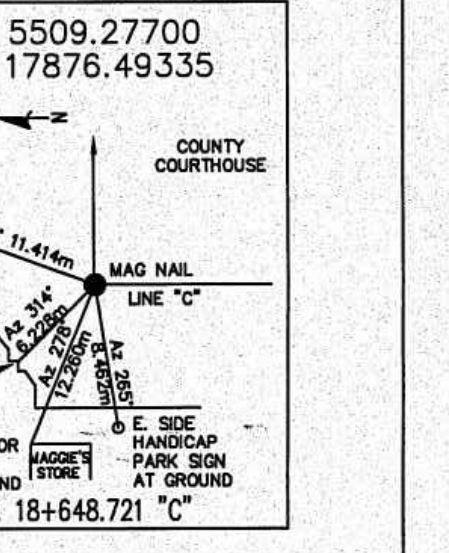 5509.27700
17876.49335
N
COUNTY
COURTHOUSE
11.414m
MAG NAIL
LINE "C"
Az 314°
6.228m
Az 278°
12.260m
Az 265°
8.462m
E. SIDE
HANDICAP
PARK SIGN
AT GROUND
OR
MAGGIE'S
STORE
ND
18+648.721 "C"